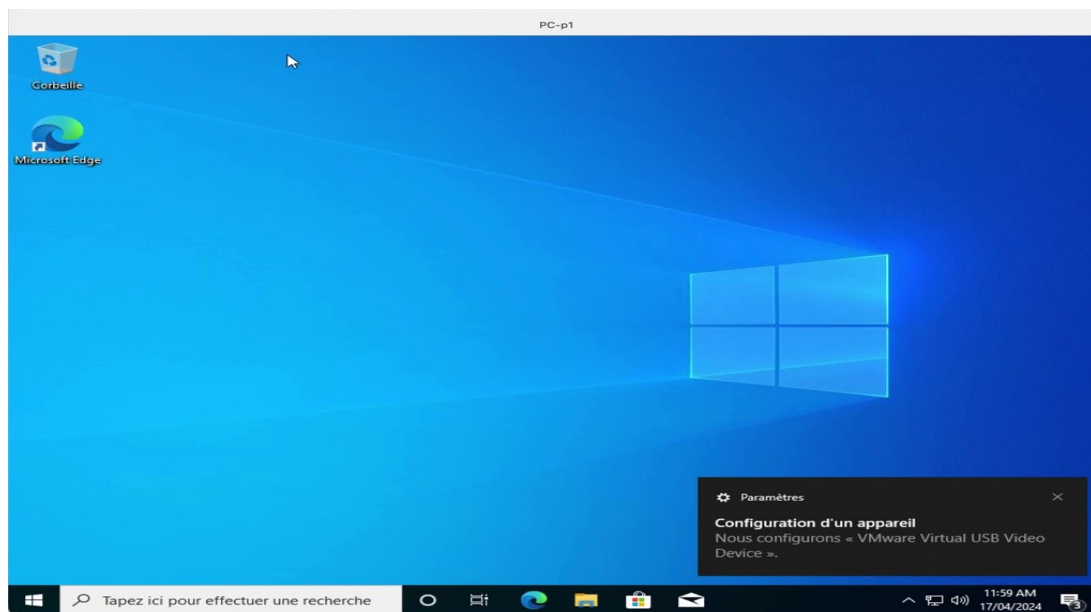 PC-p1
Corbeille
Microsoft Edge
Paramètres
Configuration d'un appareil
Nous configurons « VMware Virtual USB Video
Device ».
Tapez ici pour effectuer une recherche
11:59 AM
17/04/2024